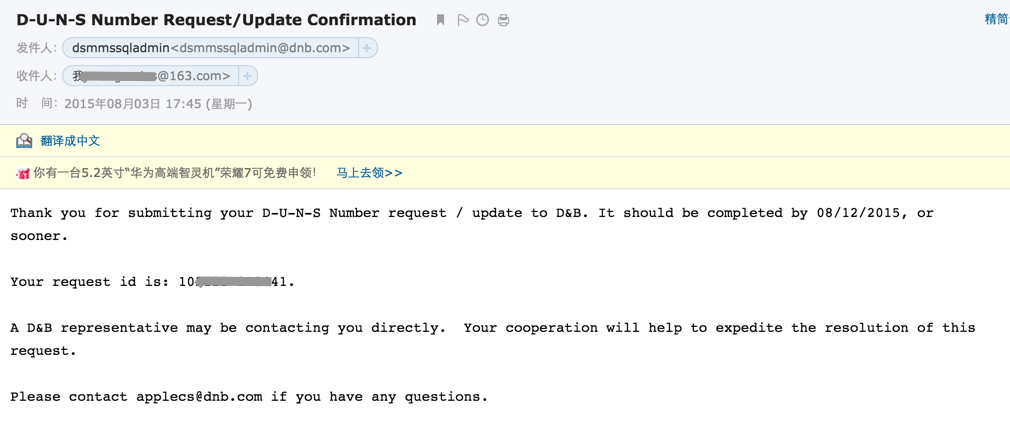 D-U-N-S Number Request/Update Confirmation
精简
发件人： dsmmssqladmin<dsmmssqladmin@dnb.com> +
收件人： 我 s@163.com> +
时 间： 2015年08月03日 17:45 (星期一)
翻译成中文
你有一台5.2英寸“华为高端智灵机”荣耀7可免费申领！ 马上去领>>
Thank you for submitting your D-U-N-S Number request / update to D&B. It should be completed by 08/12/2015, or
sooner.
Your request id is: 10 41.
A D&B representative may be contacting you directly.  Your cooperation will help to expedite the resolution of this
request.
Please contact applecs@dnb.com if you have any questions.